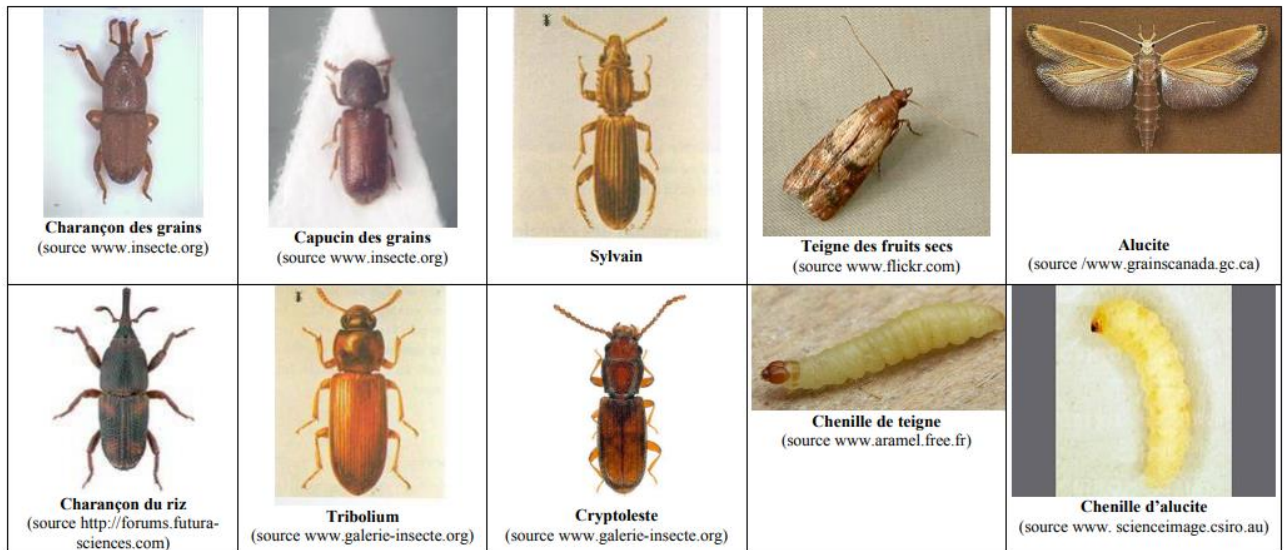 Charançon des grains
(source www.insecte.org)
Capucin des grains
(source www.insecte.org)
Sylvain
Teigne des fruits secs
(source www.flickr.com)
Alucite
(source /www.grainscanada.gc.ca)
Charançon du riz
(source http://forums.futura-
sciences.com)
Tribolium
(source www.galerie-insecte.org)
Cryptoleste
(source www.galerie-insecte.org)
Chenille de teigne
(source www.aramel.free.fr)
Chenille d'alucite
(source www. scienceimage.csiro.au)